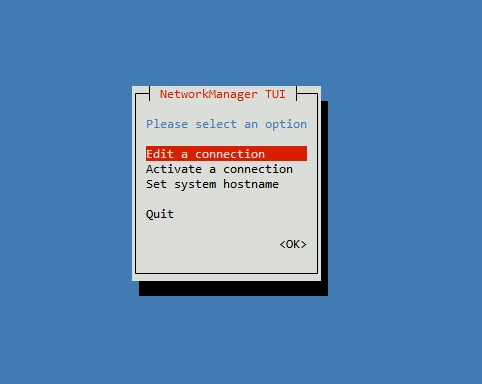 NetworkManager TUI
Please select an option
Edit a connection
Activate a connection
Set system hostname
Quit
<OK>